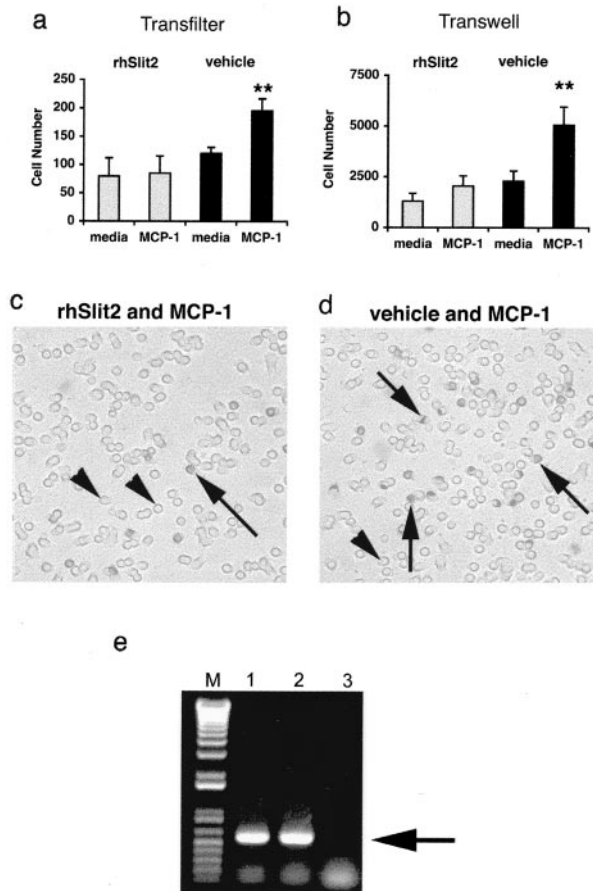 a Transfilter
rhSlit2 vehicle
**
Cell Number
250
200
150
100
50
0
media MCP-1 media MCP-1
b Transwell
rhSlit2 vehicle
**
Cell Number
7500
5000
2500
0
media MCP-1 media MCP-1
c rhSlit2 and MCP-1
d vehicle and MCP-1
e
M 1 2 3